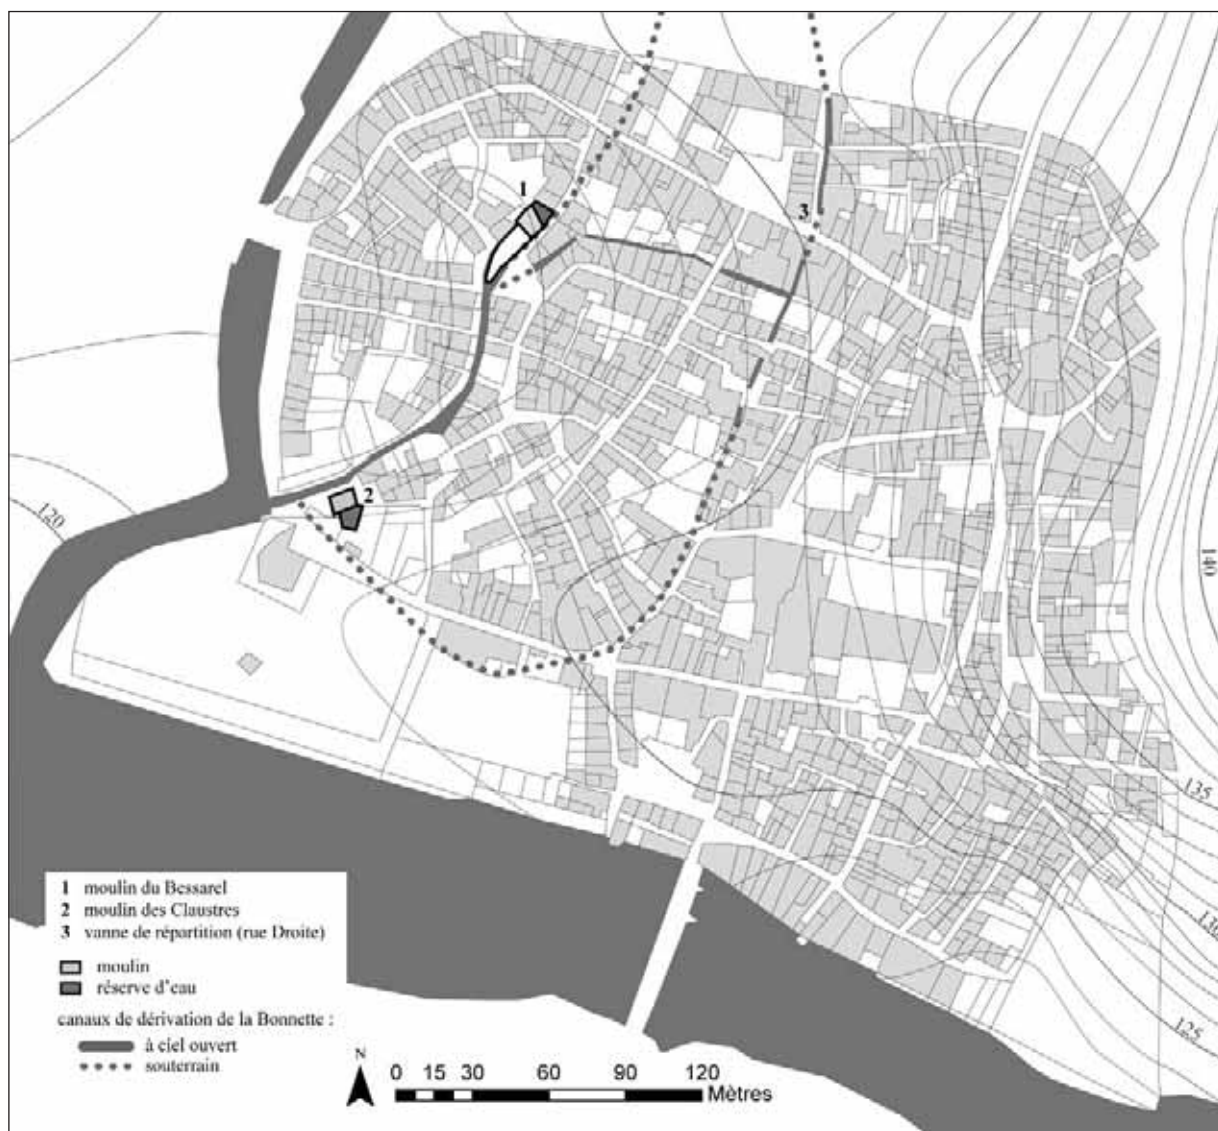 1
3
2
120
140
135
130
125
1 moulin du Bessarel
2 moulin des Claustres
3 vanne de répartition (rue Droite)
moulin
réserve d'eau
canaux de dérivation de la Bonnette :
à ciel ouvert
souterrain
N
0 15 30 60 90 120
Mètres